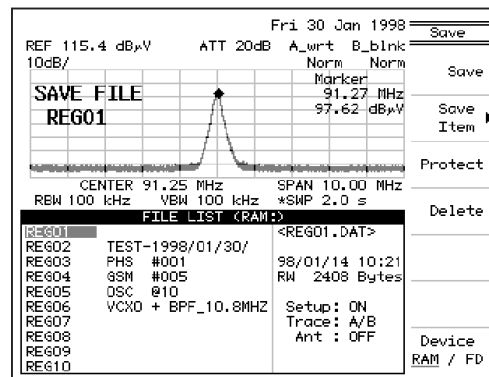 Fri 30 Jan 1998
REF 115.4 dBµV ATT 20dB A_wrt B_blnk
10dB/ Norm Norm
Marker
91.27 MHz
97.62 dBµV
SAVE FILE
REG01
CENTER 91.25 MHz SPAN 10.00 MHz
RBW 100 kHz VBW 100 kHz *SWP 2.0 s
FILE LIST (RAM:)
REG01 <REG01.DAT>
REG02 TEST-1998/01/30/
REG03 PHS #001 98/01/14 10:21
REG04 GSM #005 RW 2408 Bytes
REG05 OSC @10
REG06 VCXO + BPF_10.8MHZ Setup: ON
REG07 Trace: A/B
REG08 Ant : OFF
REG09
REG10
Save
Save
Save
Item
Protect
Delete
Device
RAM / FD